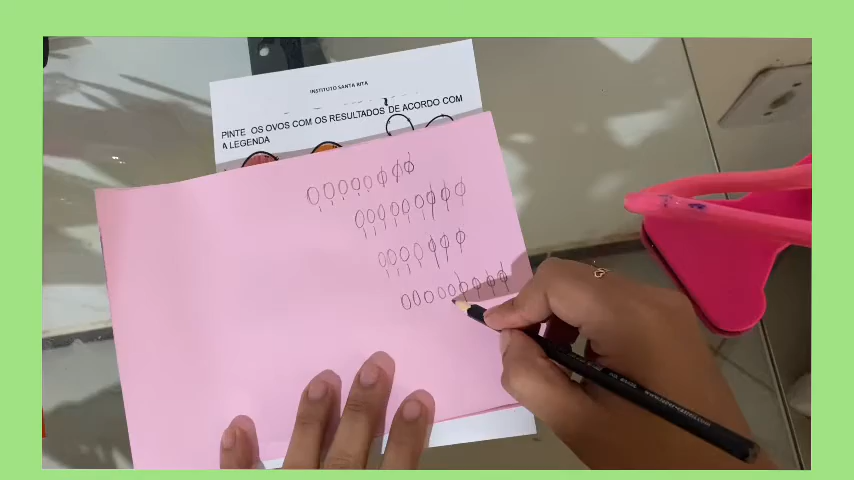 INSTITUTO SANTA RITA
PINTE OS OVOS COM OS RESULTADOS DE ACORDO COM
A LEGENDA